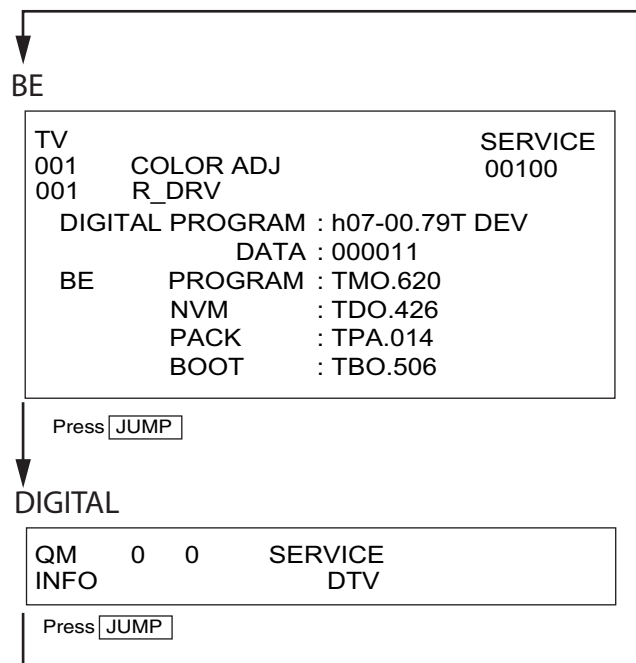 BE
TV SERVICE
001 COLOR ADJ 00100
001 R_DRV
DIGITAL PROGRAM : h07-00.79T DEV
DATA : 000011
BE PROGRAM : TMO.620
NVM : TDO.426
PACK : TPA.014
BOOT : TBO.506
Press JUMP
DIGITAL
QM 0 0 SERVICE
INFO DTV
Press JUMP